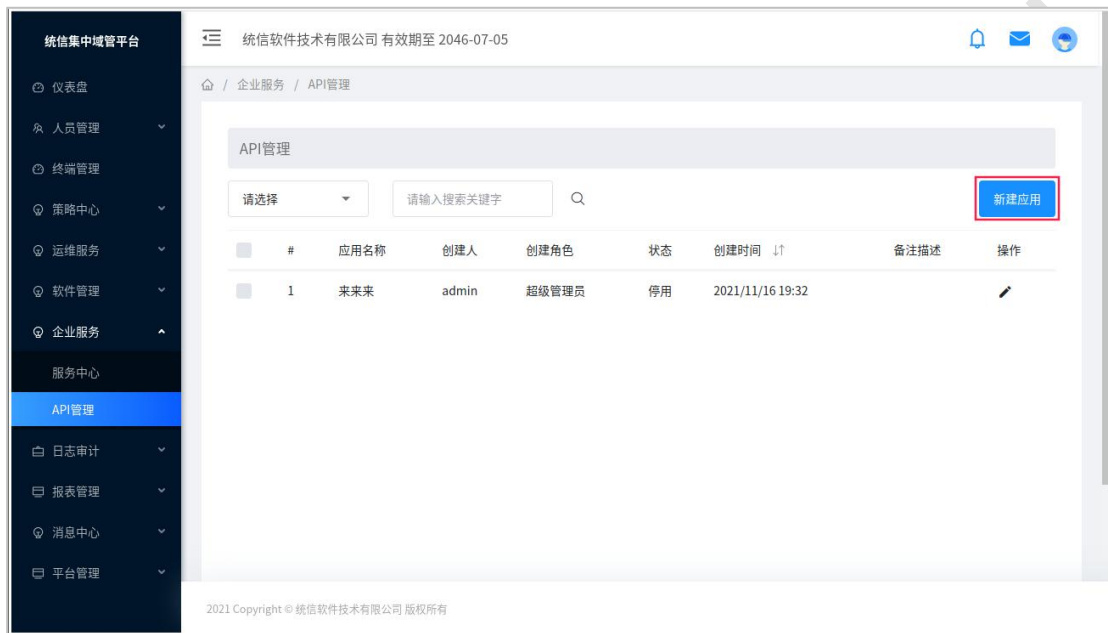 统信集中域管平台
统信软件技术有限公司 有效期至 2046-07-05
仪表盘
人员管理
终端管理
策略中心
运维服务
软件管理
企业服务
服务中心
API管理
日志审计
报表管理
消息中心
平台管理
/ 企业服务 / API管理
API管理
请选择 请输入搜索关键字 新建应用
# 应用名称 创建人 创建角色 状态 创建时间 ↓↑ 备注描述 操作
1 来来来 admin 超级管理员 停用 2021/11/16 19:32
2021 Copyright © 统信软件技术有限公司 版权所有